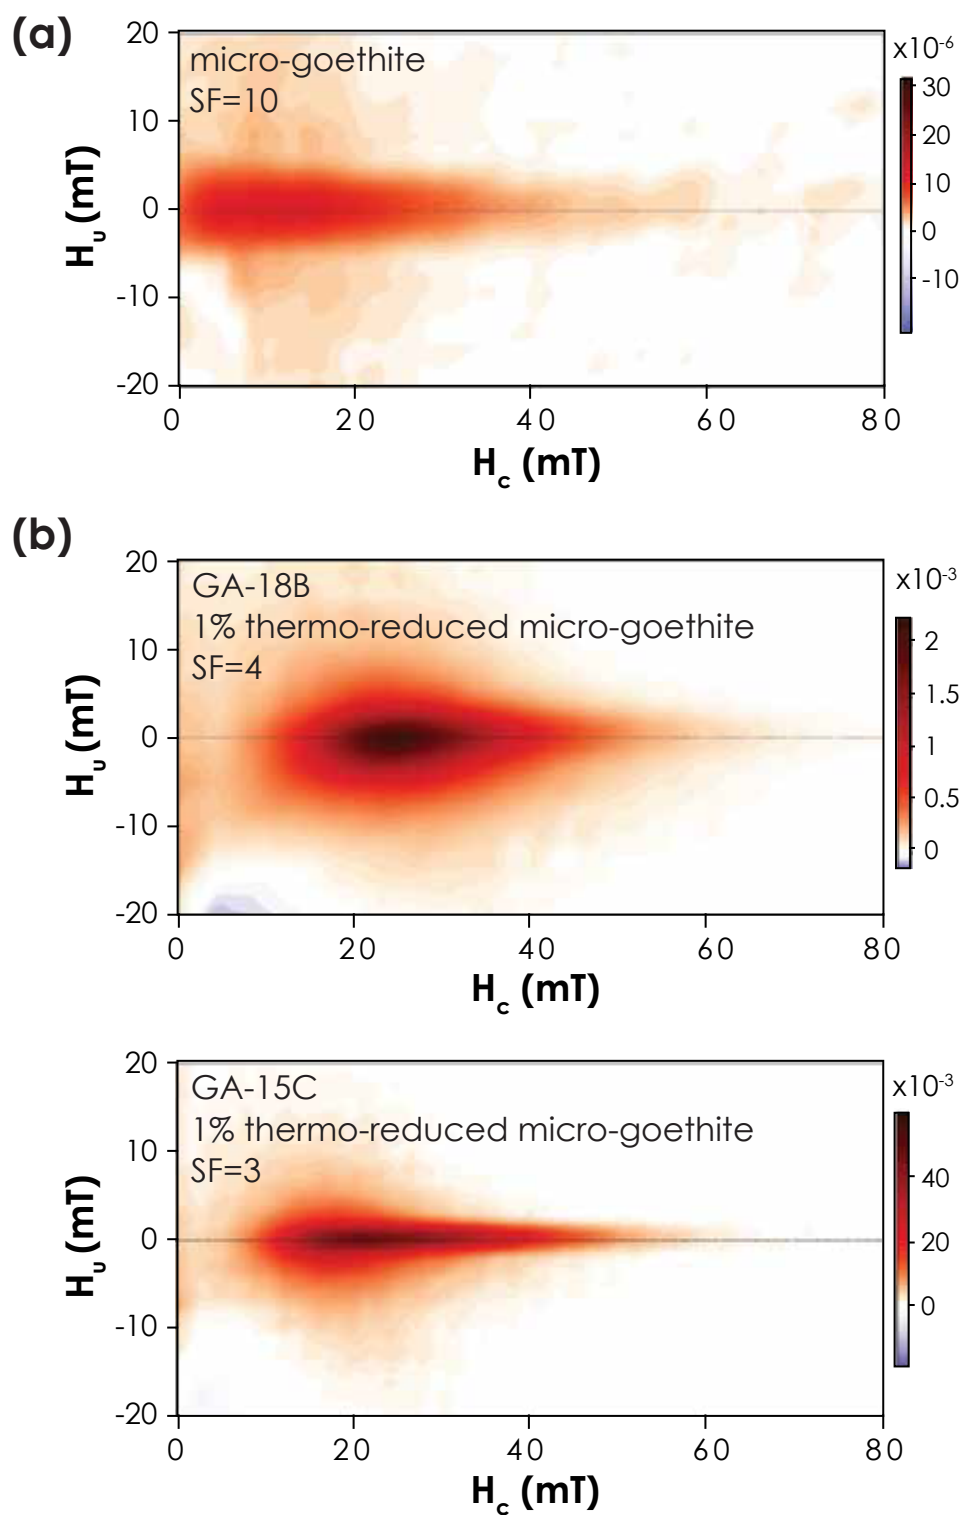 (a)
micro-goethite
SF=10
20
10
0
-10
-20
Hu (mT)
0 20 40 60 80
Hc (mT)
x10-6
30
20
10
0
-10
(b)
GA-18B
1% thermo-reduced micro-goethite
SF=4
20
10
0
-10
-20
Hu (mT)
0 20 40 60 80
Hc (mT)
x10-3
2
1.5
1
0.5
0
GA-15C
1% thermo-reduced micro-goethite
SF=3
20
10
0
-10
-20
Hu (mT)
0 20 40 60 80
Hc (mT)
x10-3
40
20
0